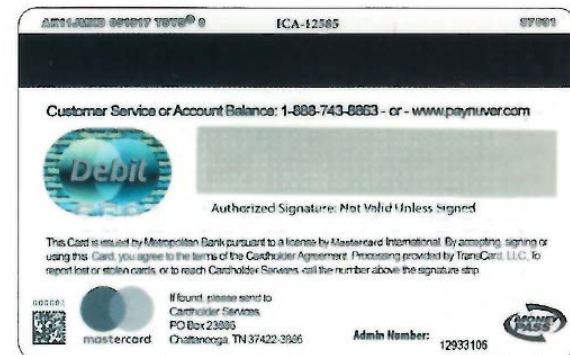 ICA-12585
Customer Service or Account Balance: 1-888-743-8863 - or - www.paynuver.com
Debit
Authorized Signature: Not Valid Unless Signed
This Card is issued by Metropolitan Bank pursuant to a license by Mastercard International. By accepting, signing or
using this Card, you agree to the terms of the Cardholder Agreement. Processing provided by TransCard, LLC, To
report lost or stolen cards, or to reach Cardholder Services, call the number above the signature strip.
000001
If found, please send to
Cardholder Services,
PO Box 23886
Chattanooga, TN 37422-3886
mastercard
Admin Number: 12933106
MONEY
PASS